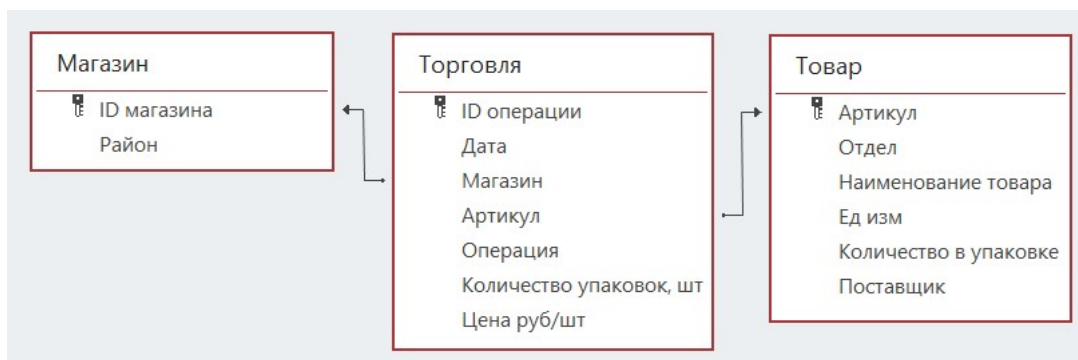 Магазин
ID магазина
Район
Торговля
ID операции
Дата
Магазин
Артикул
Операция
Количество упаковок, шт
Цена руб/шт
Товар
Артикул
Отдел
Наименование товара
Ед изм
Количество в упаковке
Поставщик